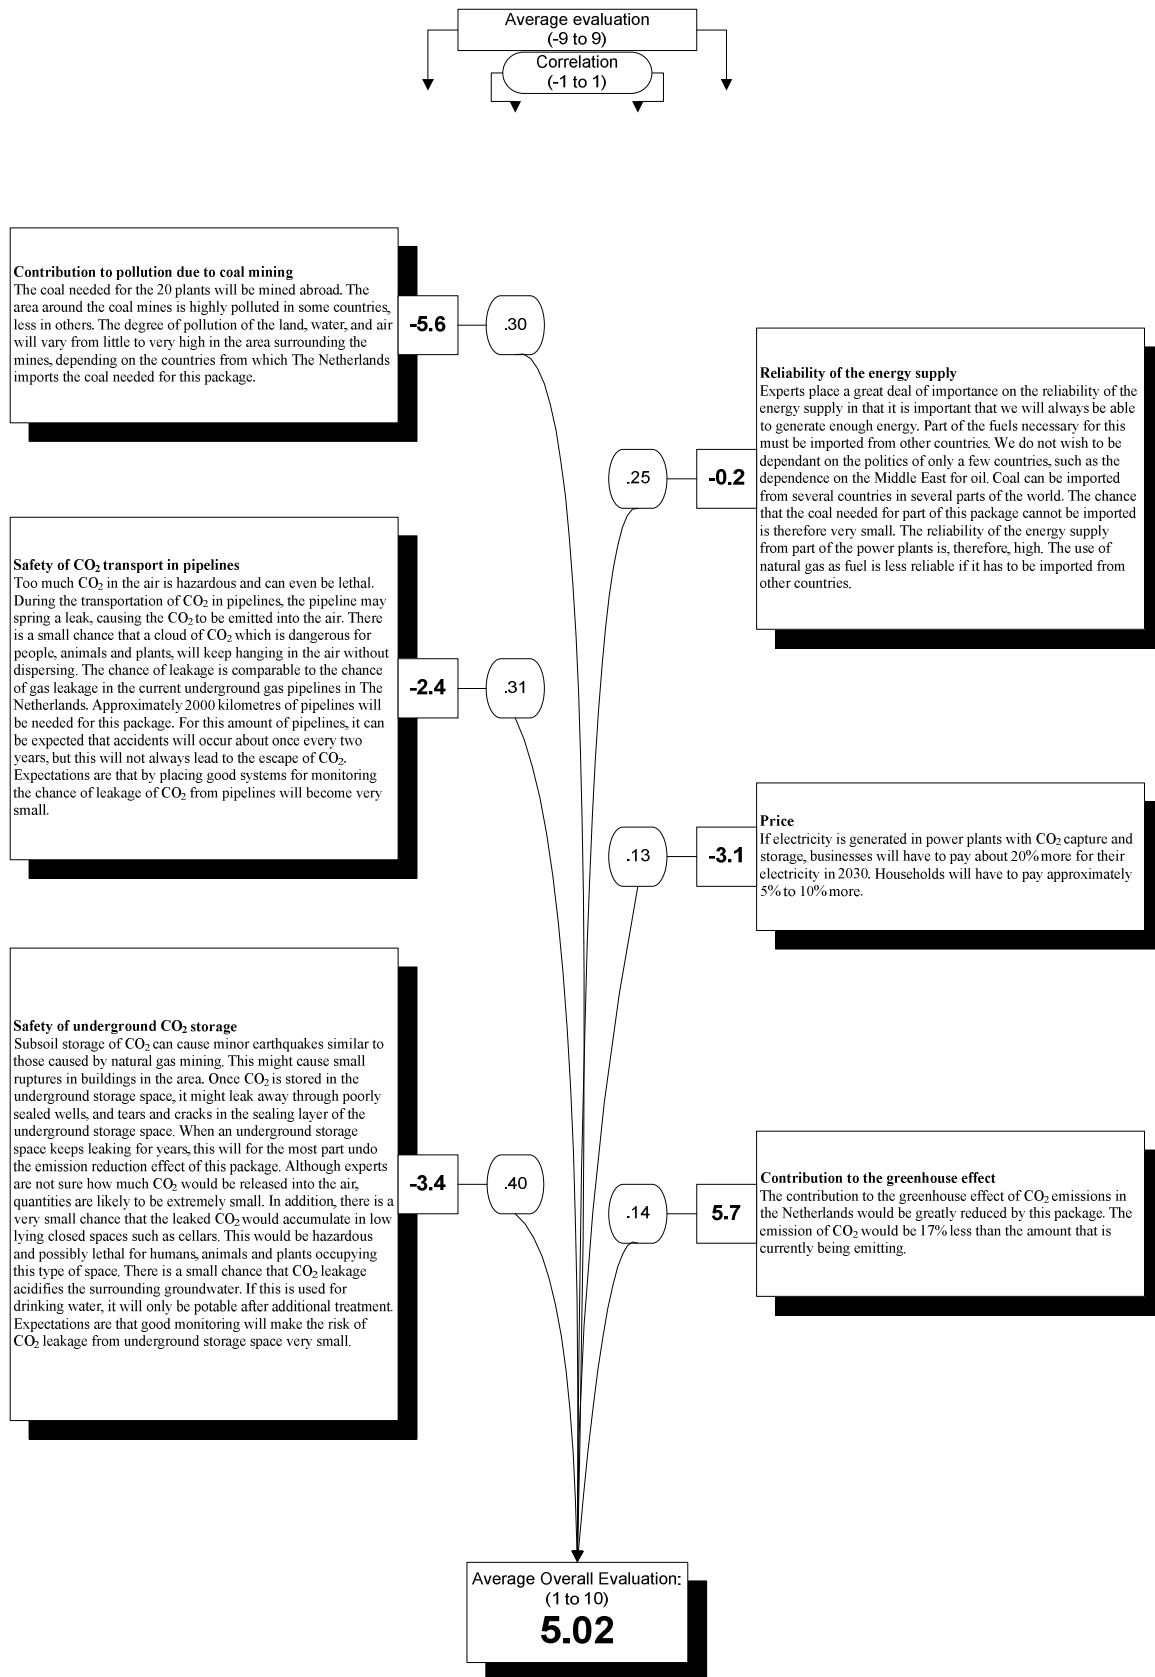 Average evaluation
(-9 to 9)
Correlation
(-1 to 1)
Contribution to pollution due to coal mining
The coal needed for the 20 plants will be mined abroad. The
area around the coal mines is highly polluted in some countries,
less in others. The degree of pollution of the land, water, and air
will vary from little to very high in the area surrounding the
mines, depending on the countries from which The Netherlands
imports the coal needed for this package.
-5.6
.30
Safety of CO₂ transport in pipelines
Too much CO₂ in the air is hazardous and can even be lethal.
During the transportation of CO₂ in pipelines, the pipeline may
spring a leak, causing the CO₂ to be emitted into the air. There
is a small chance that a cloud of CO₂ which is dangerous for
people, animals and plants, will keep hanging in the air without
dispersing. The chance of leakage is comparable to the chance
of gas leakage in the current underground gas pipelines in The
Netherlands. Approximately 2000 kilometres of pipelines will
be needed for this package. For this amount of pipelines, it can
be expected that accidents will occur about once every two
years, but this will not always lead to the escape of CO₂.
Expectations are that by placing good systems for monitoring
the chance of leakage of CO₂ from pipelines will become very
small.
-2.4
.31
Safety of underground CO₂ storage
Subsoil storage of CO₂ can cause minor earthquakes similar to
those caused by natural gas mining. This might cause small
ruptures in buildings in the area. Once CO₂ is stored in the
underground storage space, it might leak away through poorly
sealed wells, and tears and cracks in the sealing layer of the
underground storage space. When an underground storage
space keeps leaking for years, this will for the most part undo
the emission reduction effect of this package. Although experts
are not sure how much CO₂ would be released into the air,
quantities are likely to be extremely small. In addition, there is a
very small chance that the leaked CO₂ would accumulate in low
lying closed spaces such as cellars. This would be hazardous
and possibly lethal for humans, animals and plants occupying
this type of space. There is a small chance that CO₂ leakage
acidifies the surrounding groundwater. If this is used for
drinking water, it will only be potable after additional treatment.
Expectations are that good monitoring will make the risk of
CO₂ leakage from underground storage space very small.
-3.4
.40
Reliability of the energy supply
Experts place a great deal of importance on the reliability of the
energy supply in that it is important that we will always be able
to generate enough energy. Part of the fuels necessary for this
must be imported from other countries. We do not wish to be
dependant on the politics of only a few countries, such as the
dependence on the Middle East for oil. Coal can be imported
from several countries in several parts of the world. The chance
that the coal needed for part of this package cannot be imported
is therefore very small. The reliability of the energy supply
from part of the power plants is, therefore, high. The use of
natural gas as fuel is less reliable if it has to be imported from
other countries.
.25
-0.2
Price
If electricity is generated in power plants with CO₂ capture and
storage, businesses will have to pay about 20% more for their
electricity in 2030. Households will have to pay approximately
5% to 10% more.
.13
-3.1
Contribution to the greenhouse effect
The contribution to the greenhouse effect of CO₂ emissions in
the Netherlands would be greatly reduced by this package. The
emission of CO₂ would be 17% less than the amount that is
currently being emitting.
.14
5.7
Average Overall Evaluation:
(1 to 10)
5.02